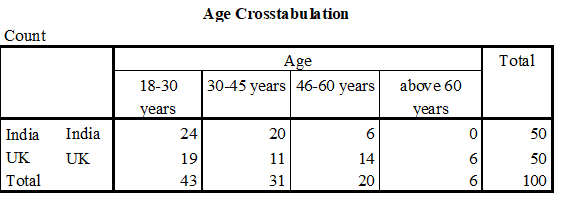 Age Crosstabulation
Count
Age Total
18-30 years 30-45 years 46-60 years above 60 years
India India 24 20 6 0 50
UK UK 19 11 14 6 50
Total 43 31 20 6 100